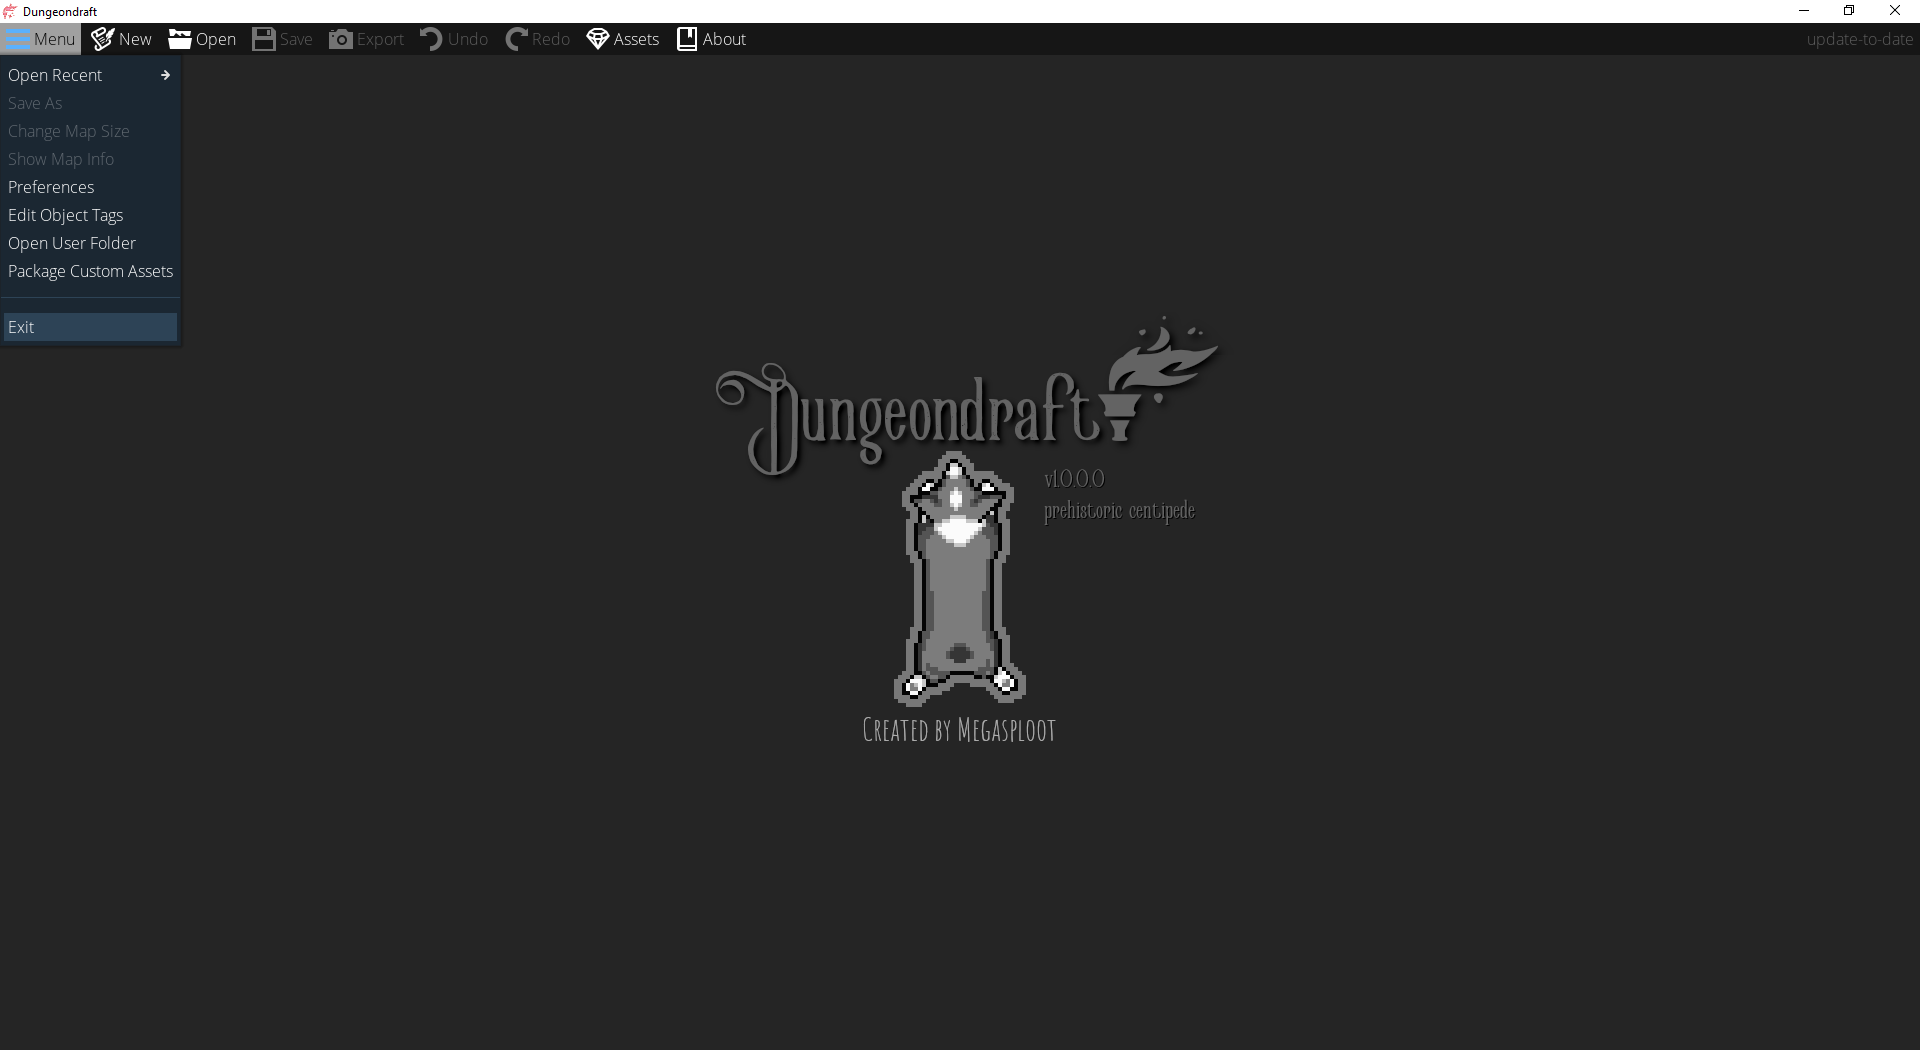 Dungeondraft
Menu New Open Save Export Undo Redo Assets About update-to-date
Open Recent
Save As
Change Map Size
Show Map Info
Preferences
Edit Object Tags
Open User Folder
Package Custom Assets
Exit
Dungeondraft
v1.0.0.0
prehistoric centipede
Created by Megasploot